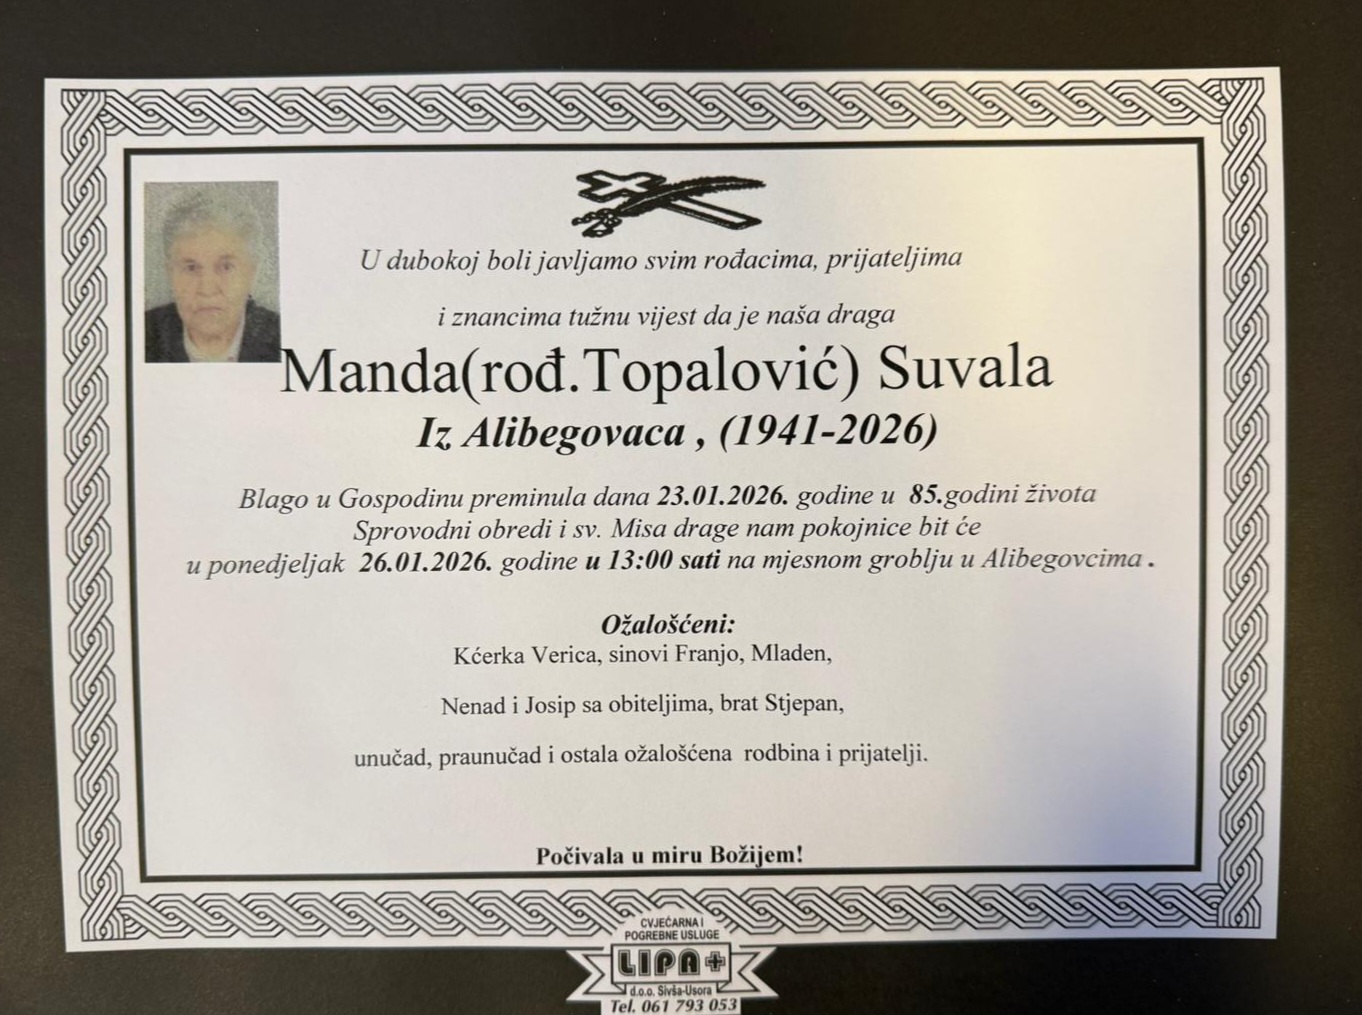 U dubokoj boli javljamo svim rođacima, prijateljima
i znancima tužnu vijest da je naša draga
Manda(rođ.Topalović) Suvala
Iz Alibegovaca , (1941-2026)
Blago u Gospodinu preminula dana 23.01.2026. godine u 85.godini života
Sprovodni obredi i sv. Misa drage nam pokojnice bit će
u ponedjeljak 26.01.2026. godine u 13:00 sati na mjesnom groblju u Alibegovcima .
Ožalošćeni:
Kćerka Verica, sinovi Franjo, Mladen,
Nenad i Josip sa obiteljima, brat Stjepan,
unučad, praunučad i ostala ožalošćena rodbina i prijatelji.
Počivala u miru Božijem!
CVJEĆARNA I
POGREBNE USLUGE
LIPA+
d.o.o. Sivša-Usora
Tel. 061 793 053